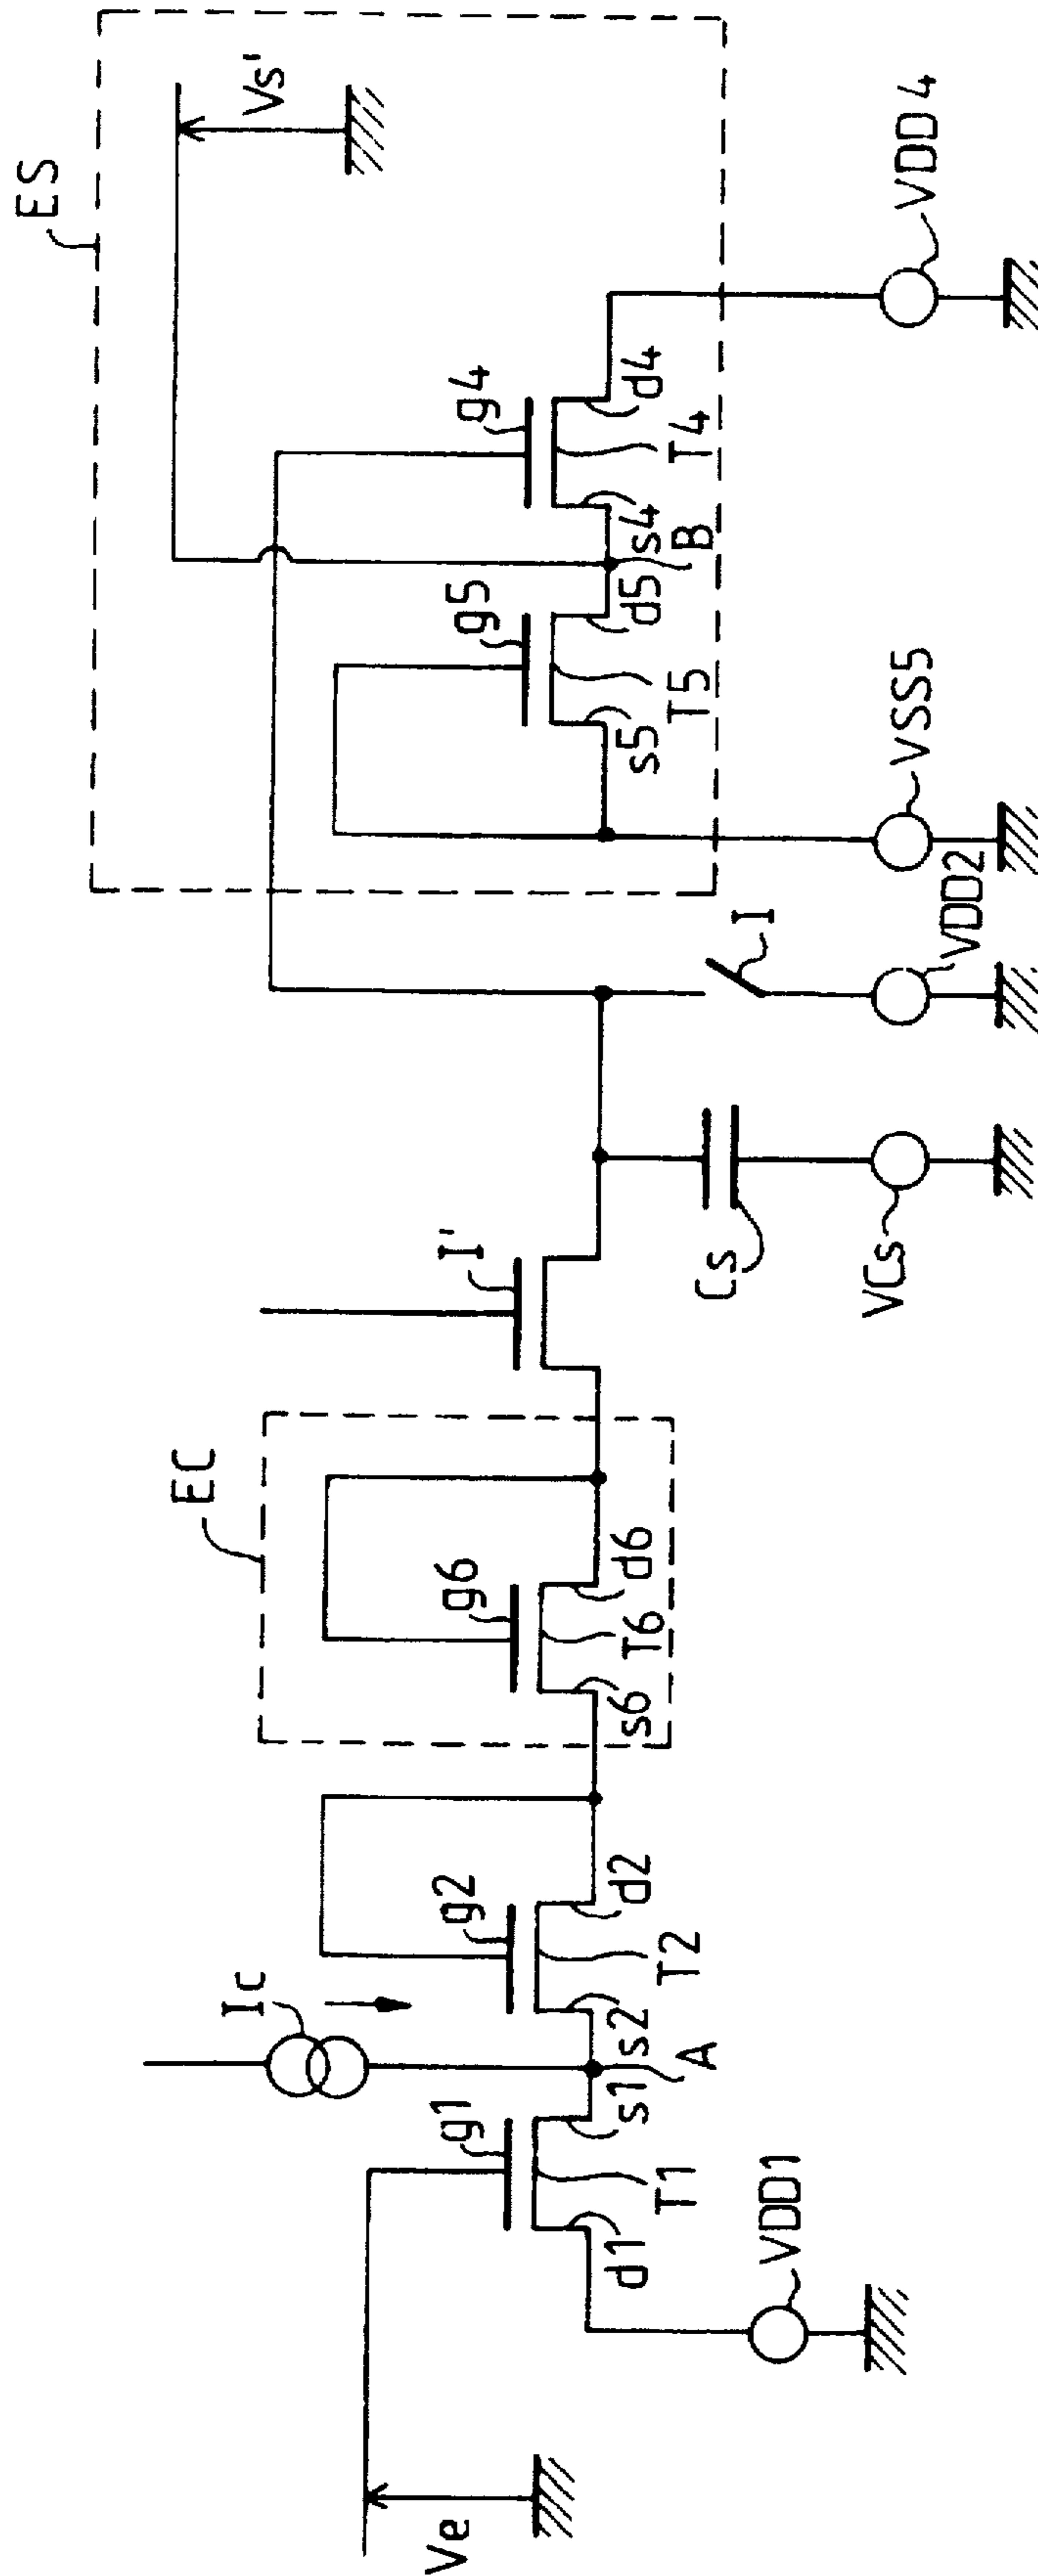 Ve
VDD1
d1
g1
T1
s1
A
Ic
s2
g2
T2
d2
EC
s6
g6
T6
d6
I'
Cs
VCs
I
VDD2
VSS5
ES
s5
g5
T5
d5
B
s4
g4
T4
d4
VDD4
Vs'